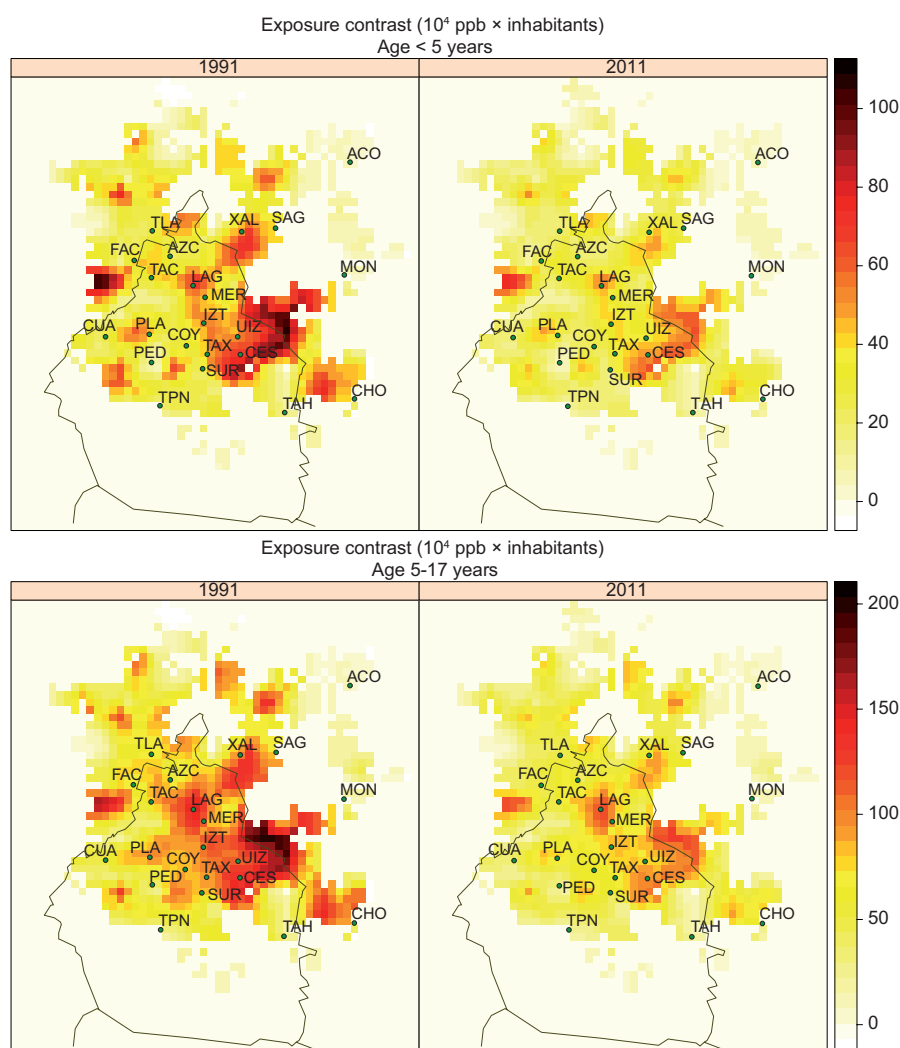 Exposure contrast (10⁴ ppb × inhabitants)
Age < 5 years
1991
2011
ACO
TLA
XAL
SAG
FAC
AZC
TAC
LAG
MON
MER
IZT
CUA
PLA
COY
UIZ
PED
TAX
CES
SUR
CHO
TPN
TAH
ACO
TLA
XAL
SAG
FAC
AZC
TAC
LAG
MON
MER
IZT
CUA
PLA
COY
UIZ
PED
TAX
CES
SUR
CHO
TPN
TAH
100
80
60
40
20
0
Exposure contrast (10⁴ ppb × inhabitants)
Age 5-17 years
1991
2011
ACO
TLA
XAL
SAG
FAC
AZC
TAC
LAG
MON
MER
IZT
CUA
PLA
COY
UIZ
PED
TAX
CES
SUR
CHO
TPN
TAH
ACO
TLA
XAL
SAG
FAC
AZC
TAC
LAG
MON
MER
IZT
CUA
PLA
COY
UIZ
PED
TAX
CES
SUR
CHO
TPN
TAH
200
150
100
50
0